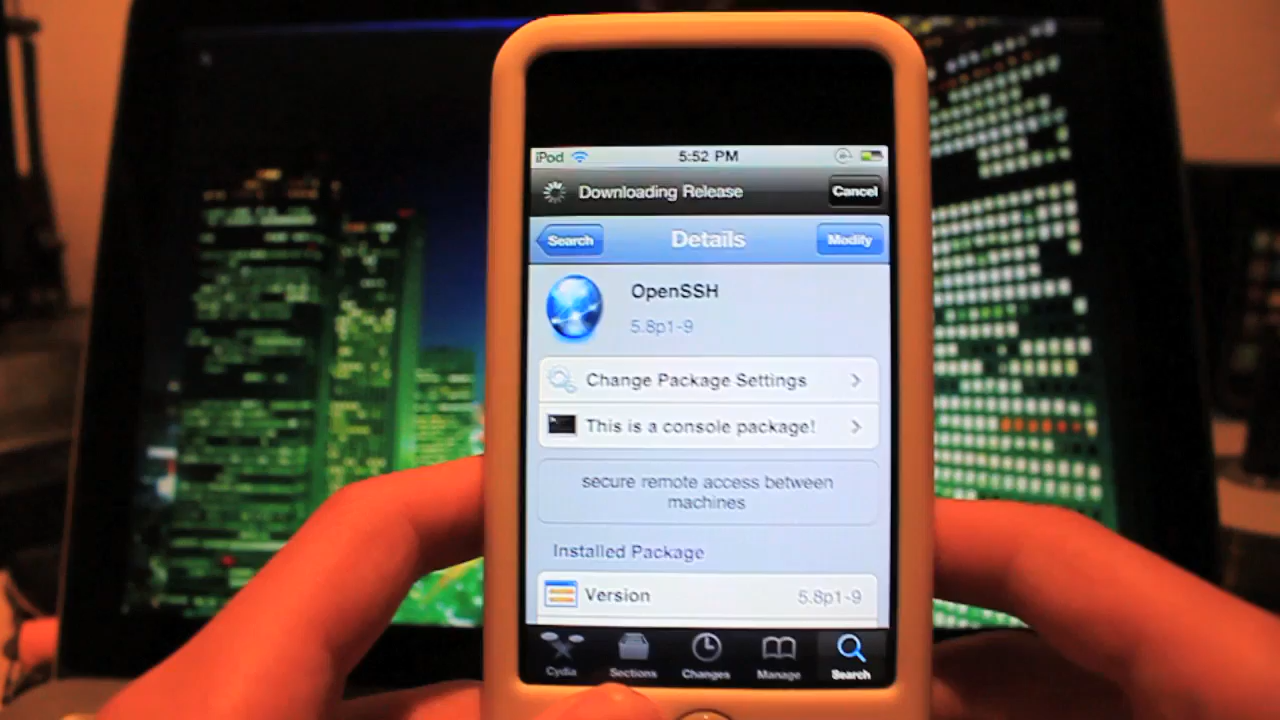 iPod 5:52 PM
Downloading Release Cancel
Search Details Modify
OpenSSH
5.8p1-9
Change Package Settings
This is a console package!
secure remote access between
machines
Installed Package
Version 5.8p1-9
Cydia Sections Changes Manage Search